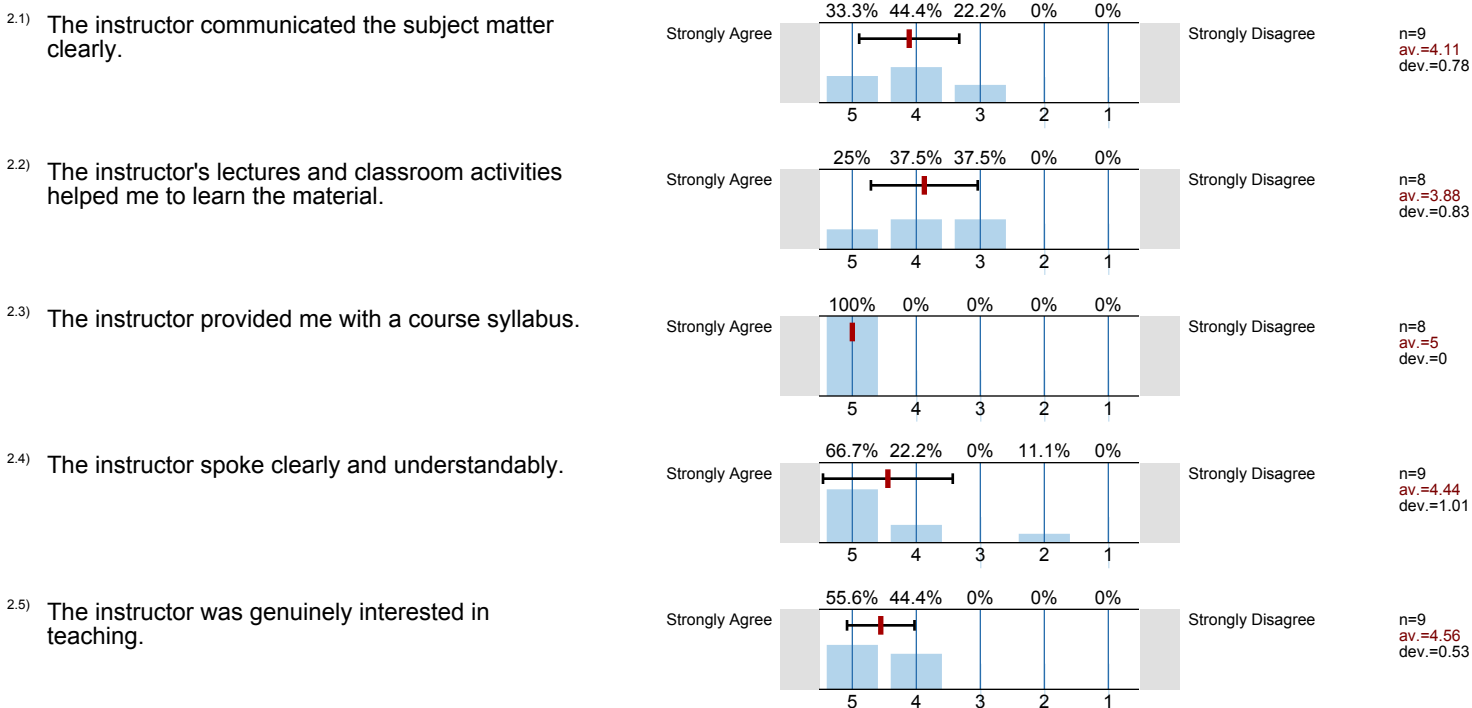 2.1) The instructor communicated the subject matter
clearly.
33.3% 44.4% 22.2% 0% 0%
Strongly Agree Strongly Disagree
n=9
av.=4.11
dev.=0.78
5 4 3 2 1
2.2) The instructor's lectures and classroom activities
helped me to learn the material.
25% 37.5% 37.5% 0% 0%
Strongly Agree Strongly Disagree
n=8
av.=3.88
dev.=0.83
5 4 3 2 1
2.3) The instructor provided me with a course syllabus.
100% 0% 0% 0% 0%
Strongly Agree Strongly Disagree
n=8
av.=5
dev.=0
5 4 3 2 1
2.4) The instructor spoke clearly and understandably.
66.7% 22.2% 0% 11.1% 0%
Strongly Agree Strongly Disagree
n=9
av.=4.44
dev.=1.01
5 4 3 2 1
2.5) The instructor was genuinely interested in
teaching.
55.6% 44.4% 0% 0% 0%
Strongly Agree Strongly Disagree
n=9
av.=4.56
dev.=0.53
5 4 3 2 1